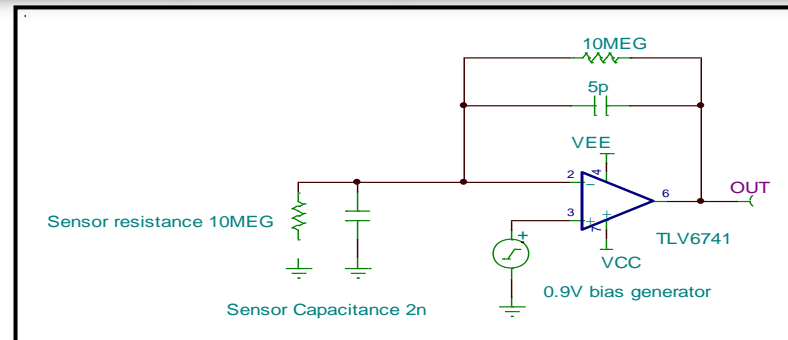 10MEG
5p
VEE
4
2
6
OUT
Sensor resistance 10MEG
3
7
TLV6741
VCC
0.9V bias generator
Sensor Capacitance 2n